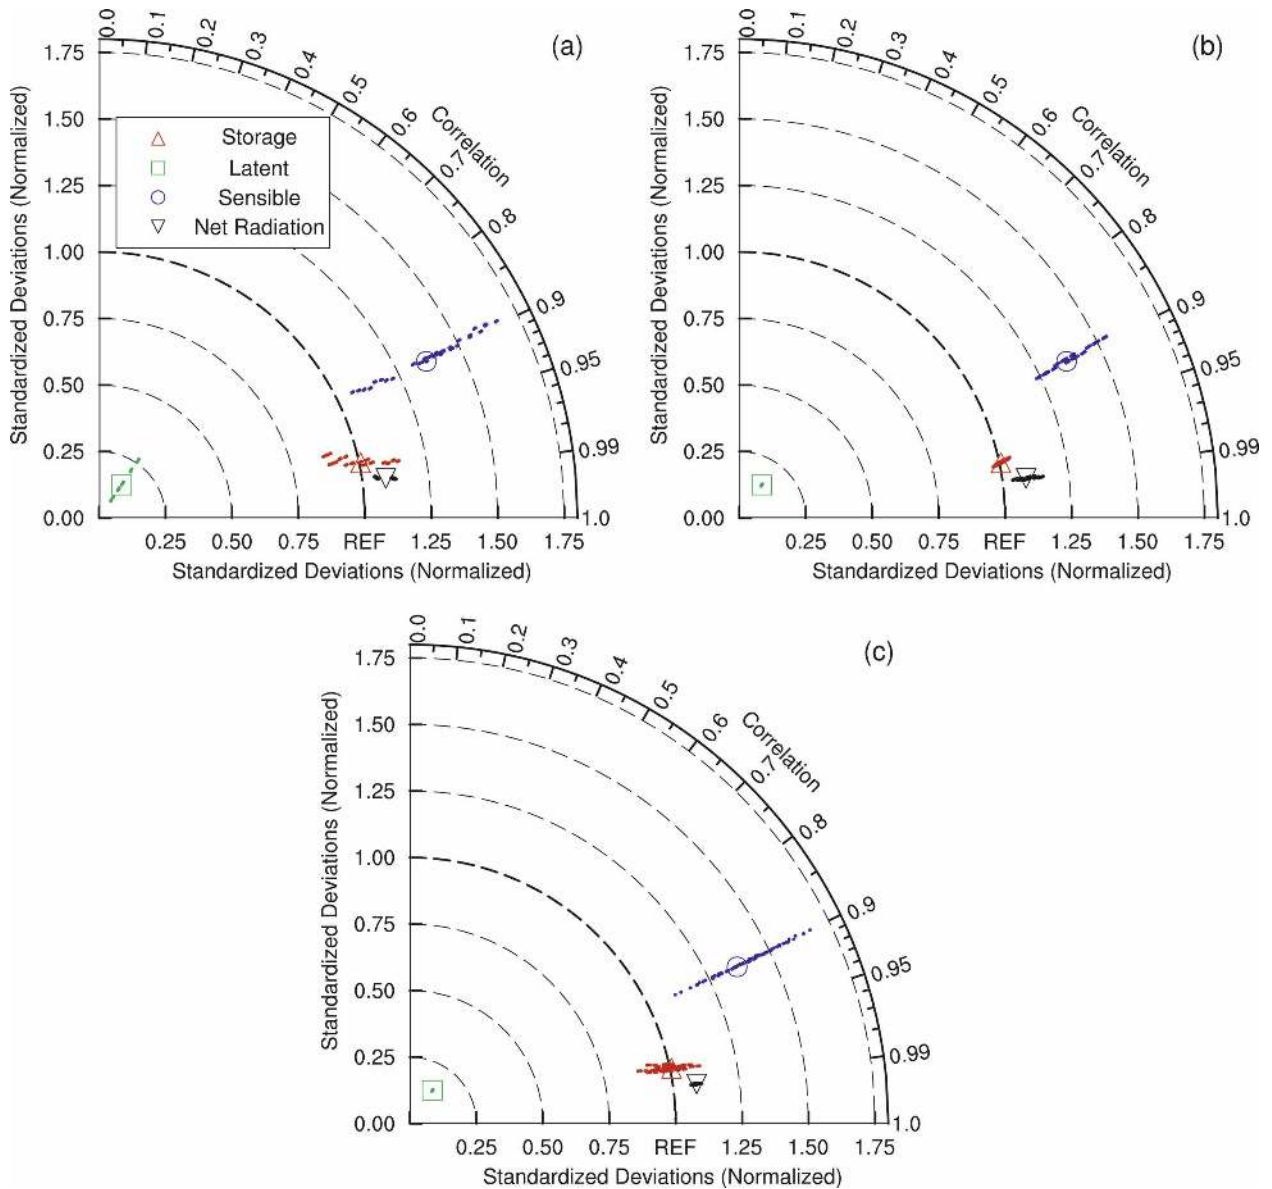 (a)
0.0 0.1 0.2 0.3 0.4 0.5 0.6 0.7 0.8 0.9 0.95 0.99 1.0
Correlation
1.75
1.50
1.25
1.00
0.75
0.50
0.25
0.00
Standardized Deviations (Normalized)
Storage
Latent
Sensible
Net Radiation
0.25 0.50 0.75 REF 1.25 1.50 1.75
Standardized Deviations (Normalized)
(b)
0.0 0.1 0.2 0.3 0.4 0.5 0.6 0.7 0.8 0.9 0.95 0.99 1.0
Correlation
1.75
1.50
1.25
1.00
0.75
0.50
0.25
0.00
Standardized Deviations (Normalized)
0.25 0.50 0.75 REF 1.25 1.50 1.75
Standardized Deviations (Normalized)
(c)
0.0 0.1 0.2 0.3 0.4 0.5 0.6 0.7 0.8 0.9 0.95 0.99 1.0
Correlation
1.75
1.50
1.25
1.00
0.75
0.50
0.25
0.00
Standardized Deviations (Normalized)
0.25 0.50 0.75 REF 1.25 1.50 1.75
Standardized Deviations (Normalized)